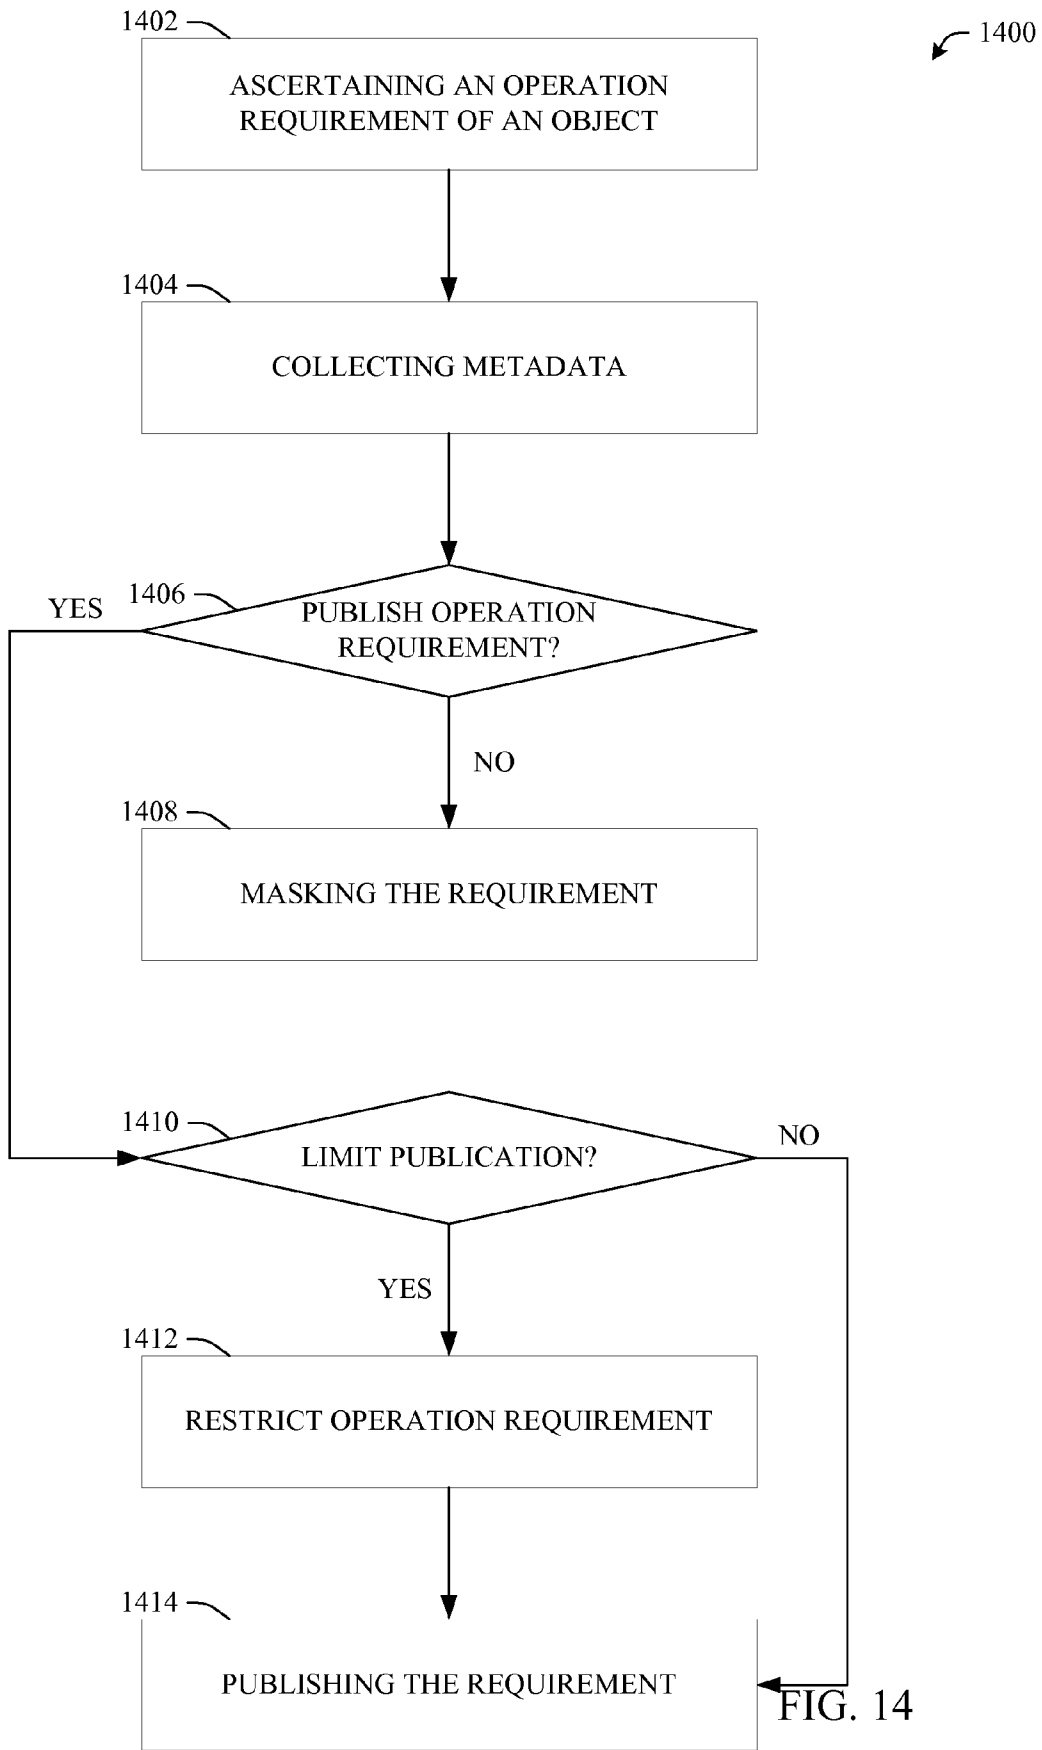 1400
1402
ASCERTAINING AN OPERATION
REQUIREMENT OF AN OBJECT
1404
COLLECTING METADATA
1406
YES
PUBLISH OPERATION
REQUIREMENT?
NO
1408
MASKING THE REQUIREMENT
1410
NO
LIMIT PUBLICATION?
YES
1412
RESTRICT OPERATION REQUIREMENT
1414
PUBLISHING THE REQUIREMENT
FIG. 14